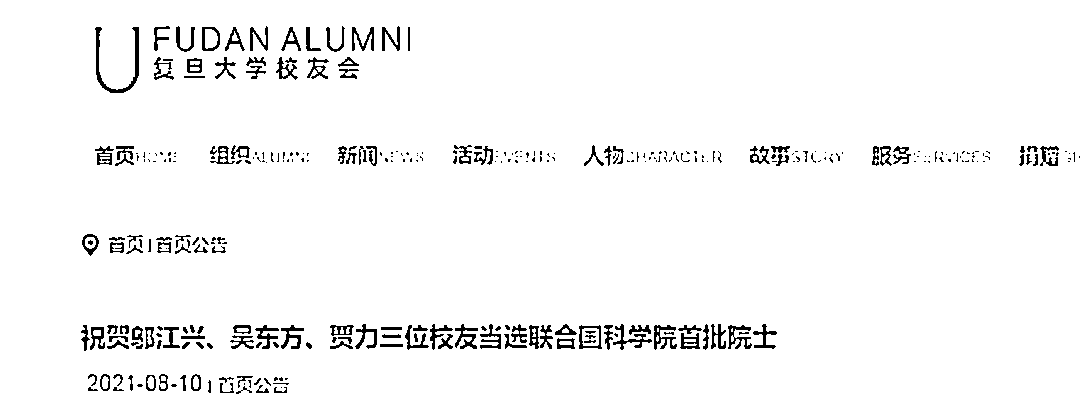 FUDAN ALUMNI
复旦大学校友会
首页HOME 组织ALUMNI 新闻NEWS 活动EVENTS 人物CHARACTER 故事STORY 服务SERVICES 捐赠
首页|首页公告
祝贺邬江兴、吴东方、贾力三位校友当选联合国科学院首批院士
2021-08-10 | 首页公告